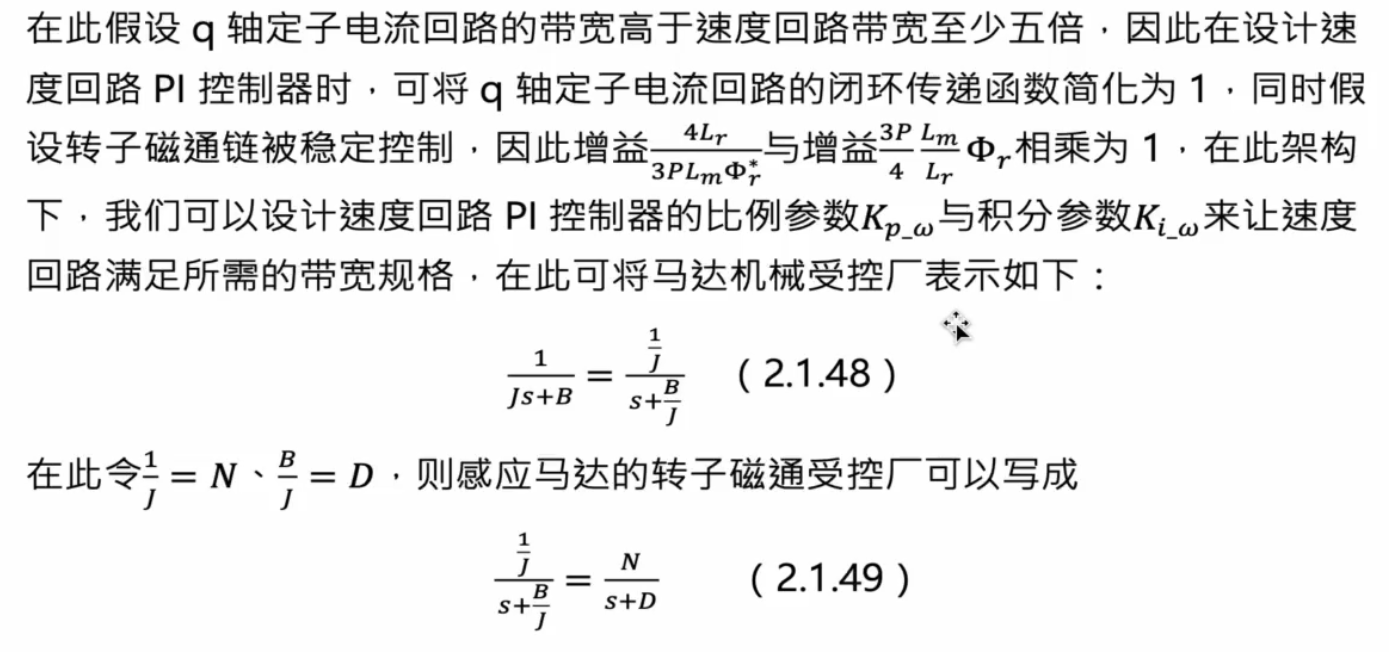 在此假设 q 轴定子电流回路的带宽高于速度回路带宽至少五�，因此在设计速
度回路 PI 控制器时，可将 q 轴定子电流回路的闭环传递函数简化为 1，同时假
设转子磁通链被稳定控制，因此增益$\frac{4L_r}{3PL_m\Phi_r^*}$与增益$\frac{3P}{4}\frac{L_m}{L_r}\Phi_r$相乘为 1，在此架构
下，我们可以设计速度回路 PI 控制器的比例参数$K_{p\_\omega}$与积分参数$K_{i\_\omega}$来让速度
回路满足所需的带宽规格，在此可将马达机械受控厂表示如下：
$\frac{1}{Js+B}=\frac{\frac{1}{J}}{s+\frac{B}{J}}$ （2.1.48）
在此令$\frac{1}{J}=N$、$\frac{B}{J}=D$，则感应马达的转子磁通受控厂可以写成
$\frac{\frac{1}{J}}{s+\frac{B}{J}}=\frac{N}{s+D}$ （2.1.49）